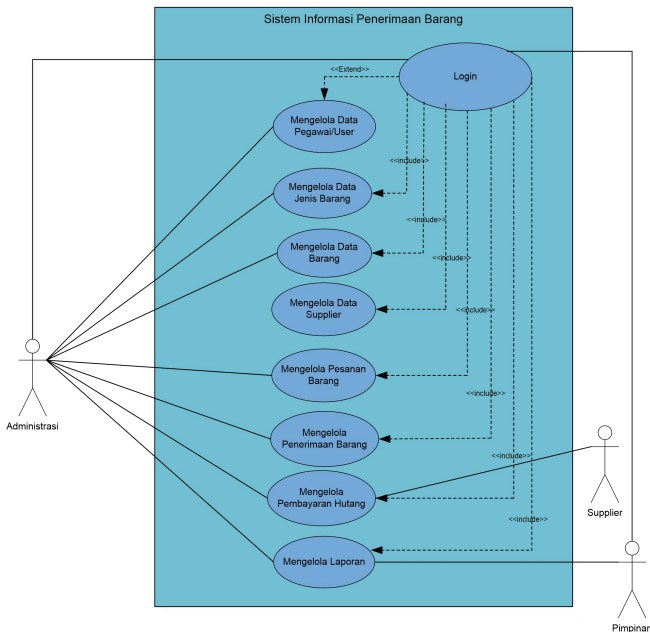 Sistem Informasi Penerimaan Barang
Login
<<Extend>>
Mengelola Data
Pegawai/User
<<include>>
Mengelola Data
Jenis Barang
<<include>>
Mengelola Data
Barang
<<include>>
Mengelola Data
Supplier
<<include>>
Mengelola Pesanan
Barang
<<include>>
Administrasi
Mengelola
Penerimaan Barang
<<include>>
Mengelola
Pembayaran Hutang
Supplier
<<include>>
Mengelola Laporan
Pimpinar